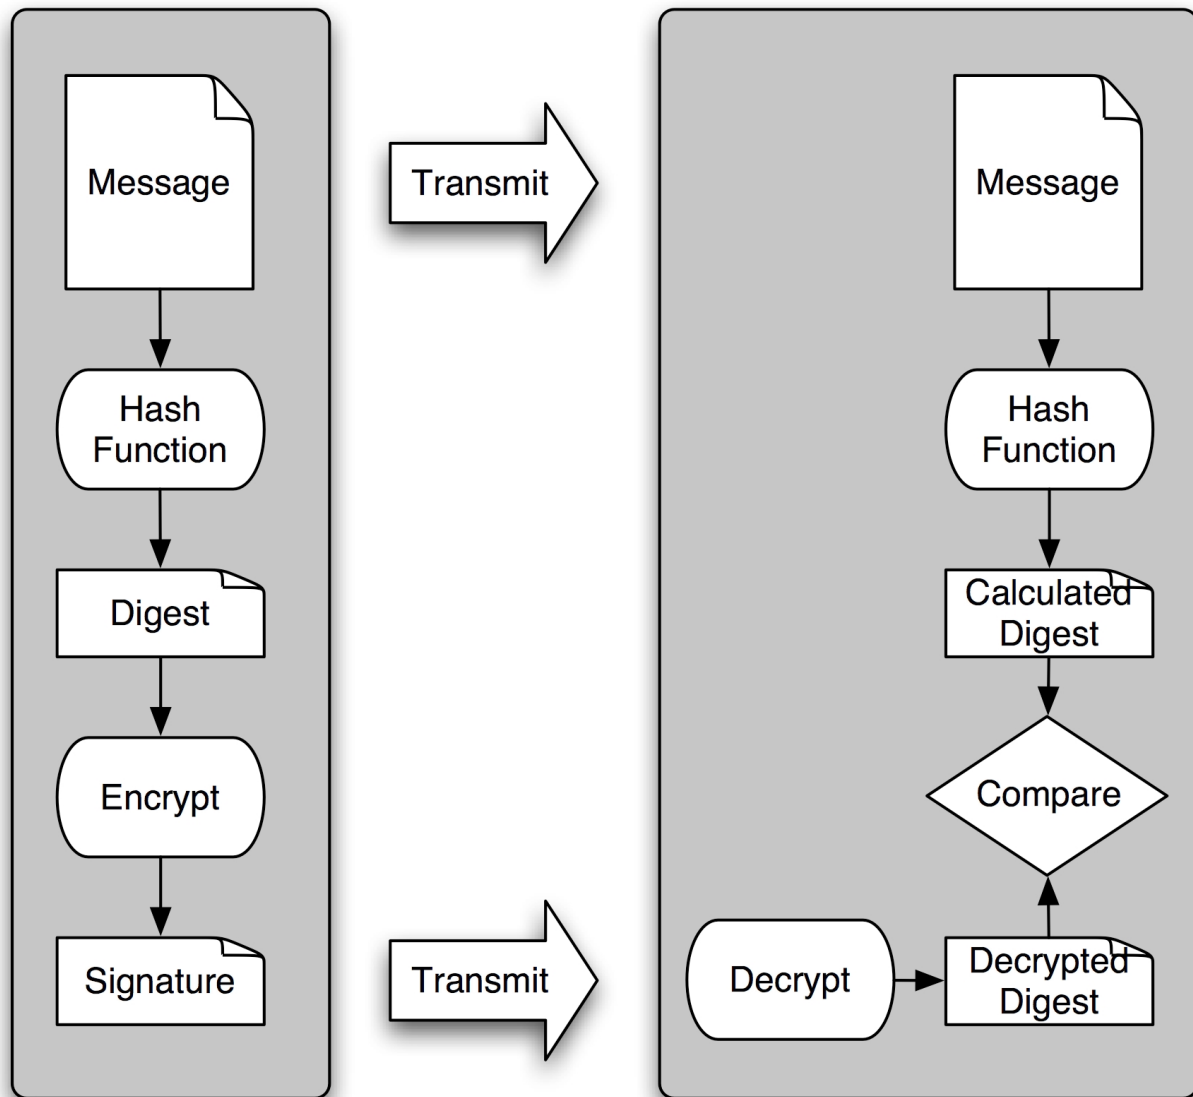 Message
Hash
Function
Digest
Encrypt
Signature
Transmit
Transmit
Message
Hash
Function
Calculated
Digest
Compare
Decrypt
Decrypted
Digest